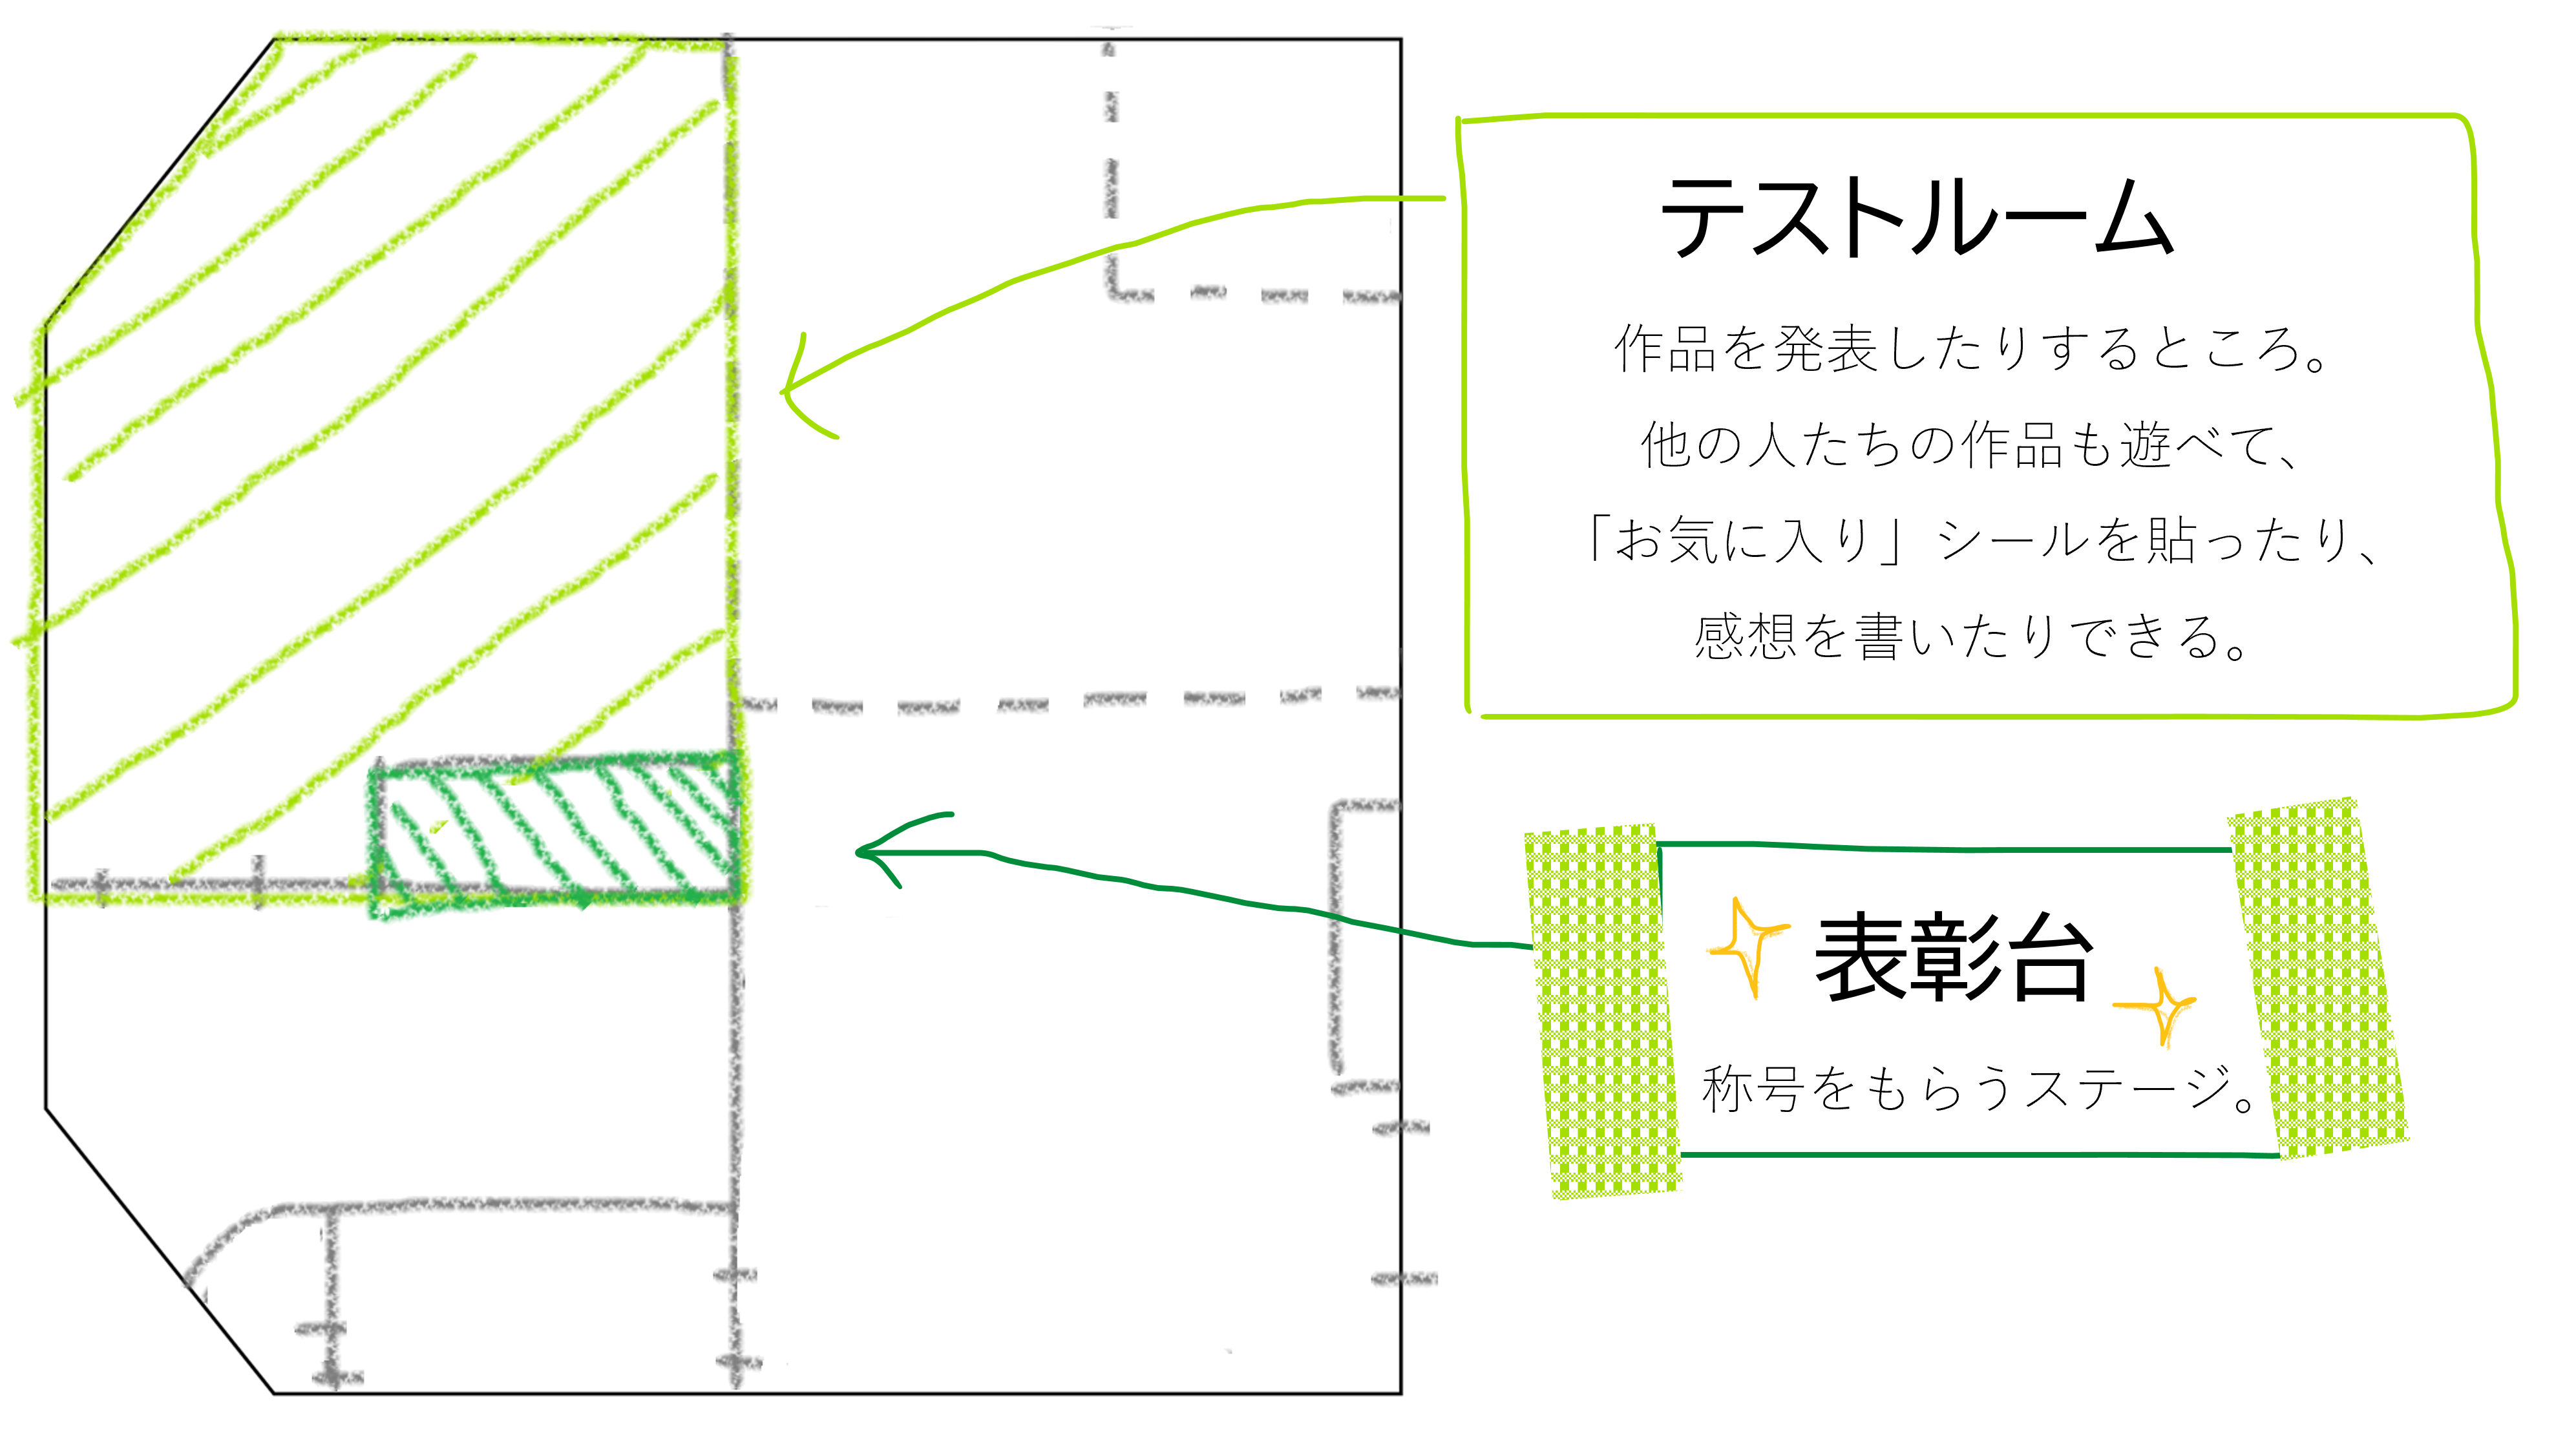 テストルーム
作品を発表したりするところ。
他の人たちの作品も遊べて、
「お気に入り」シールを貼ったり、
感想を書いたりできる。
表彰台
称号をもらうステージ。